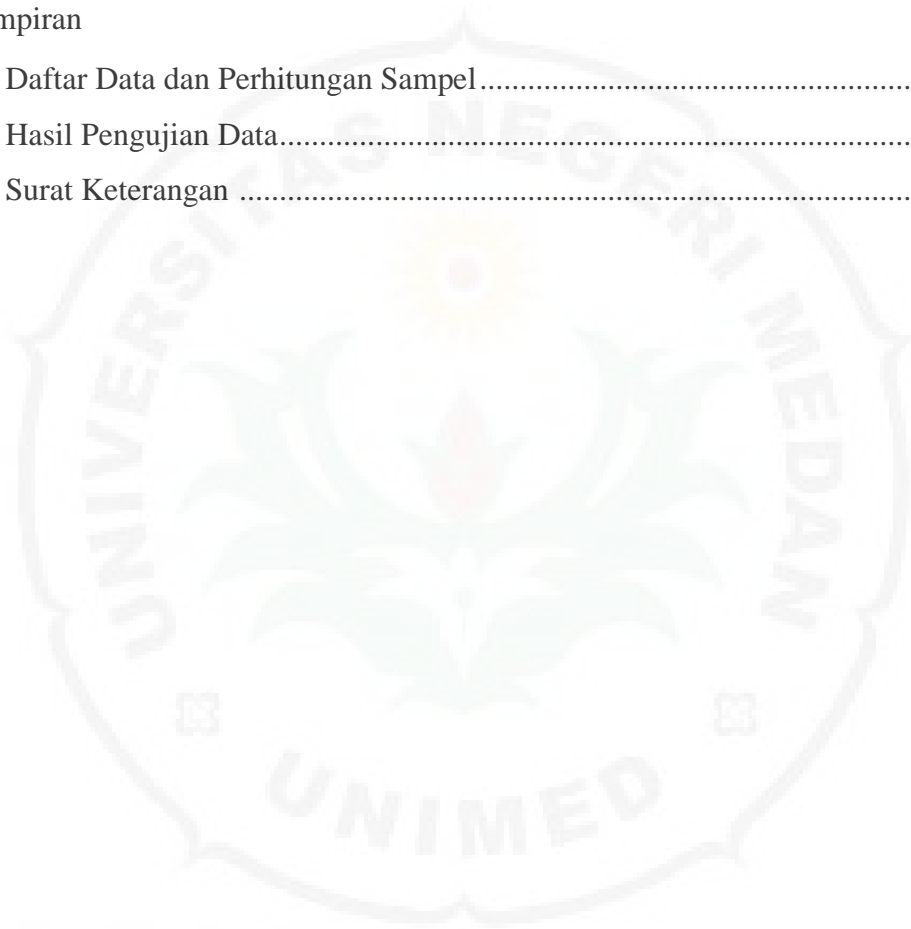 mpiran
Daftar Data dan Perhitungan Sampel......................................................
Hasil Pengujian Data...............................................................................
Surat Keterangan ....................................................................................
UNIVERSITAS NEGERI MEDAN
UNIMED